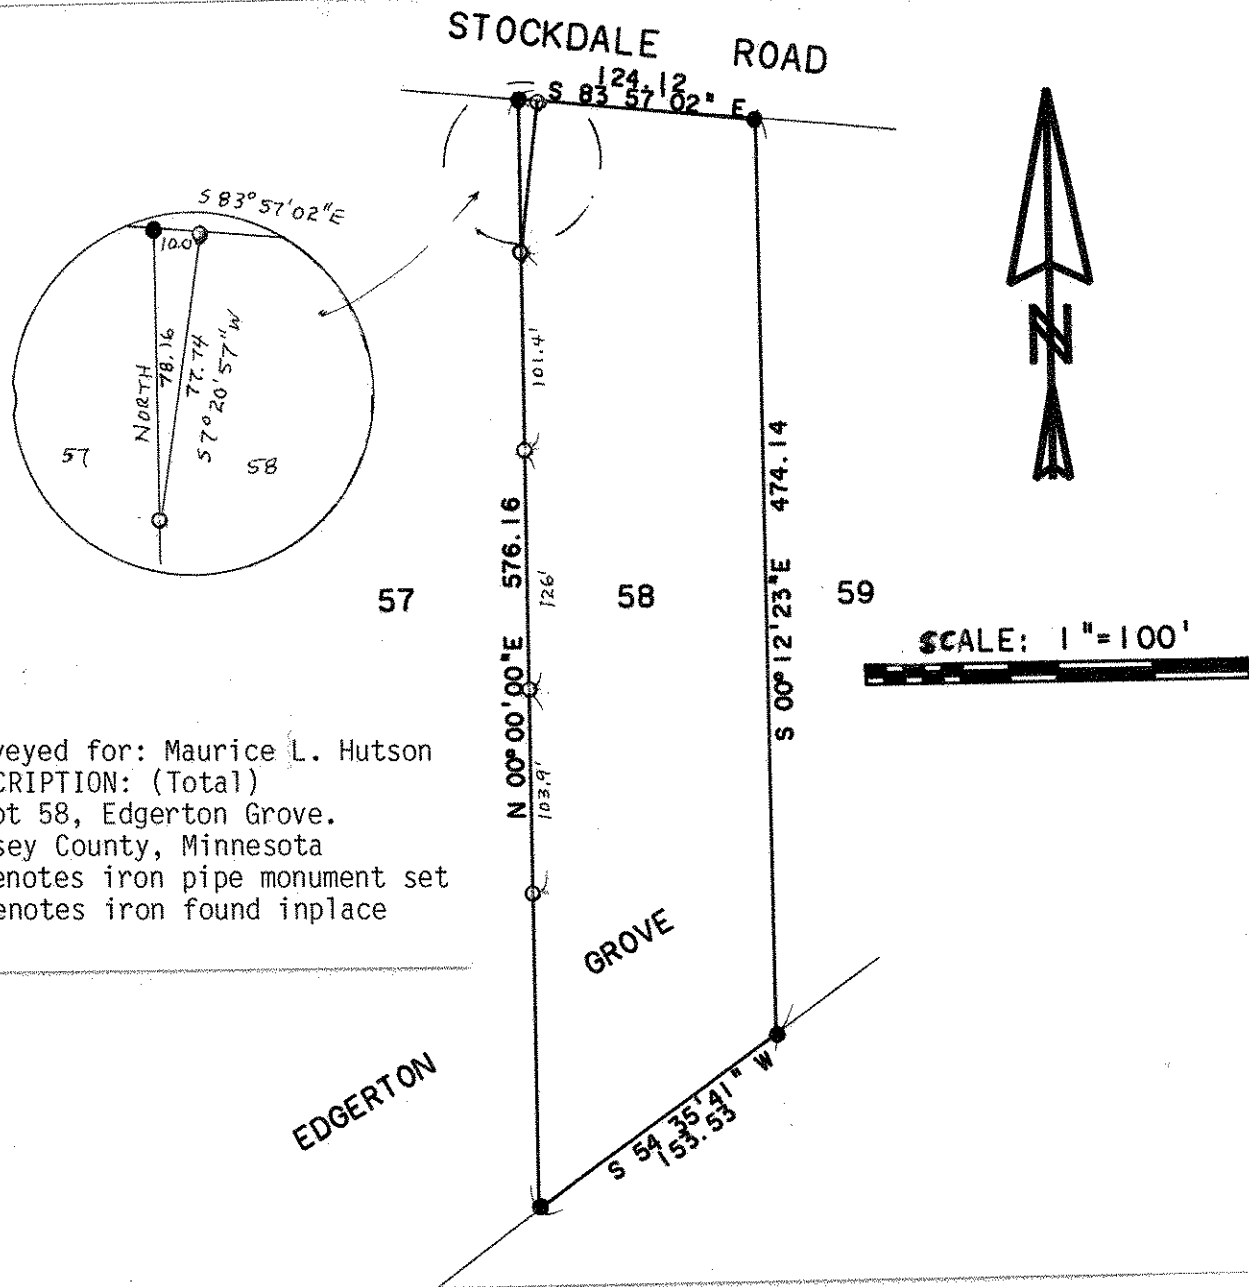 STOCKDALE ROAD
124.12
S 83 57'02" E
S 83°57'02"E
10.0
NORTH
78.16
77.74
S 7°20'57"W
57
58
101.4'
N 00°00'00"E 576.16
126'
103.9'
57
58
59
S 00°12'23"E 474.14
N
SCALE: 1"=100'
veyed for: Maurice L. Hutson
CRIPTION: (Total)
ot 58, Edgerton Grove.
sey County, Minnesota
enotes iron pipe monument set
enotes iron found inplace
EDGERTON GROVE
S 54 35'41" W
153.53